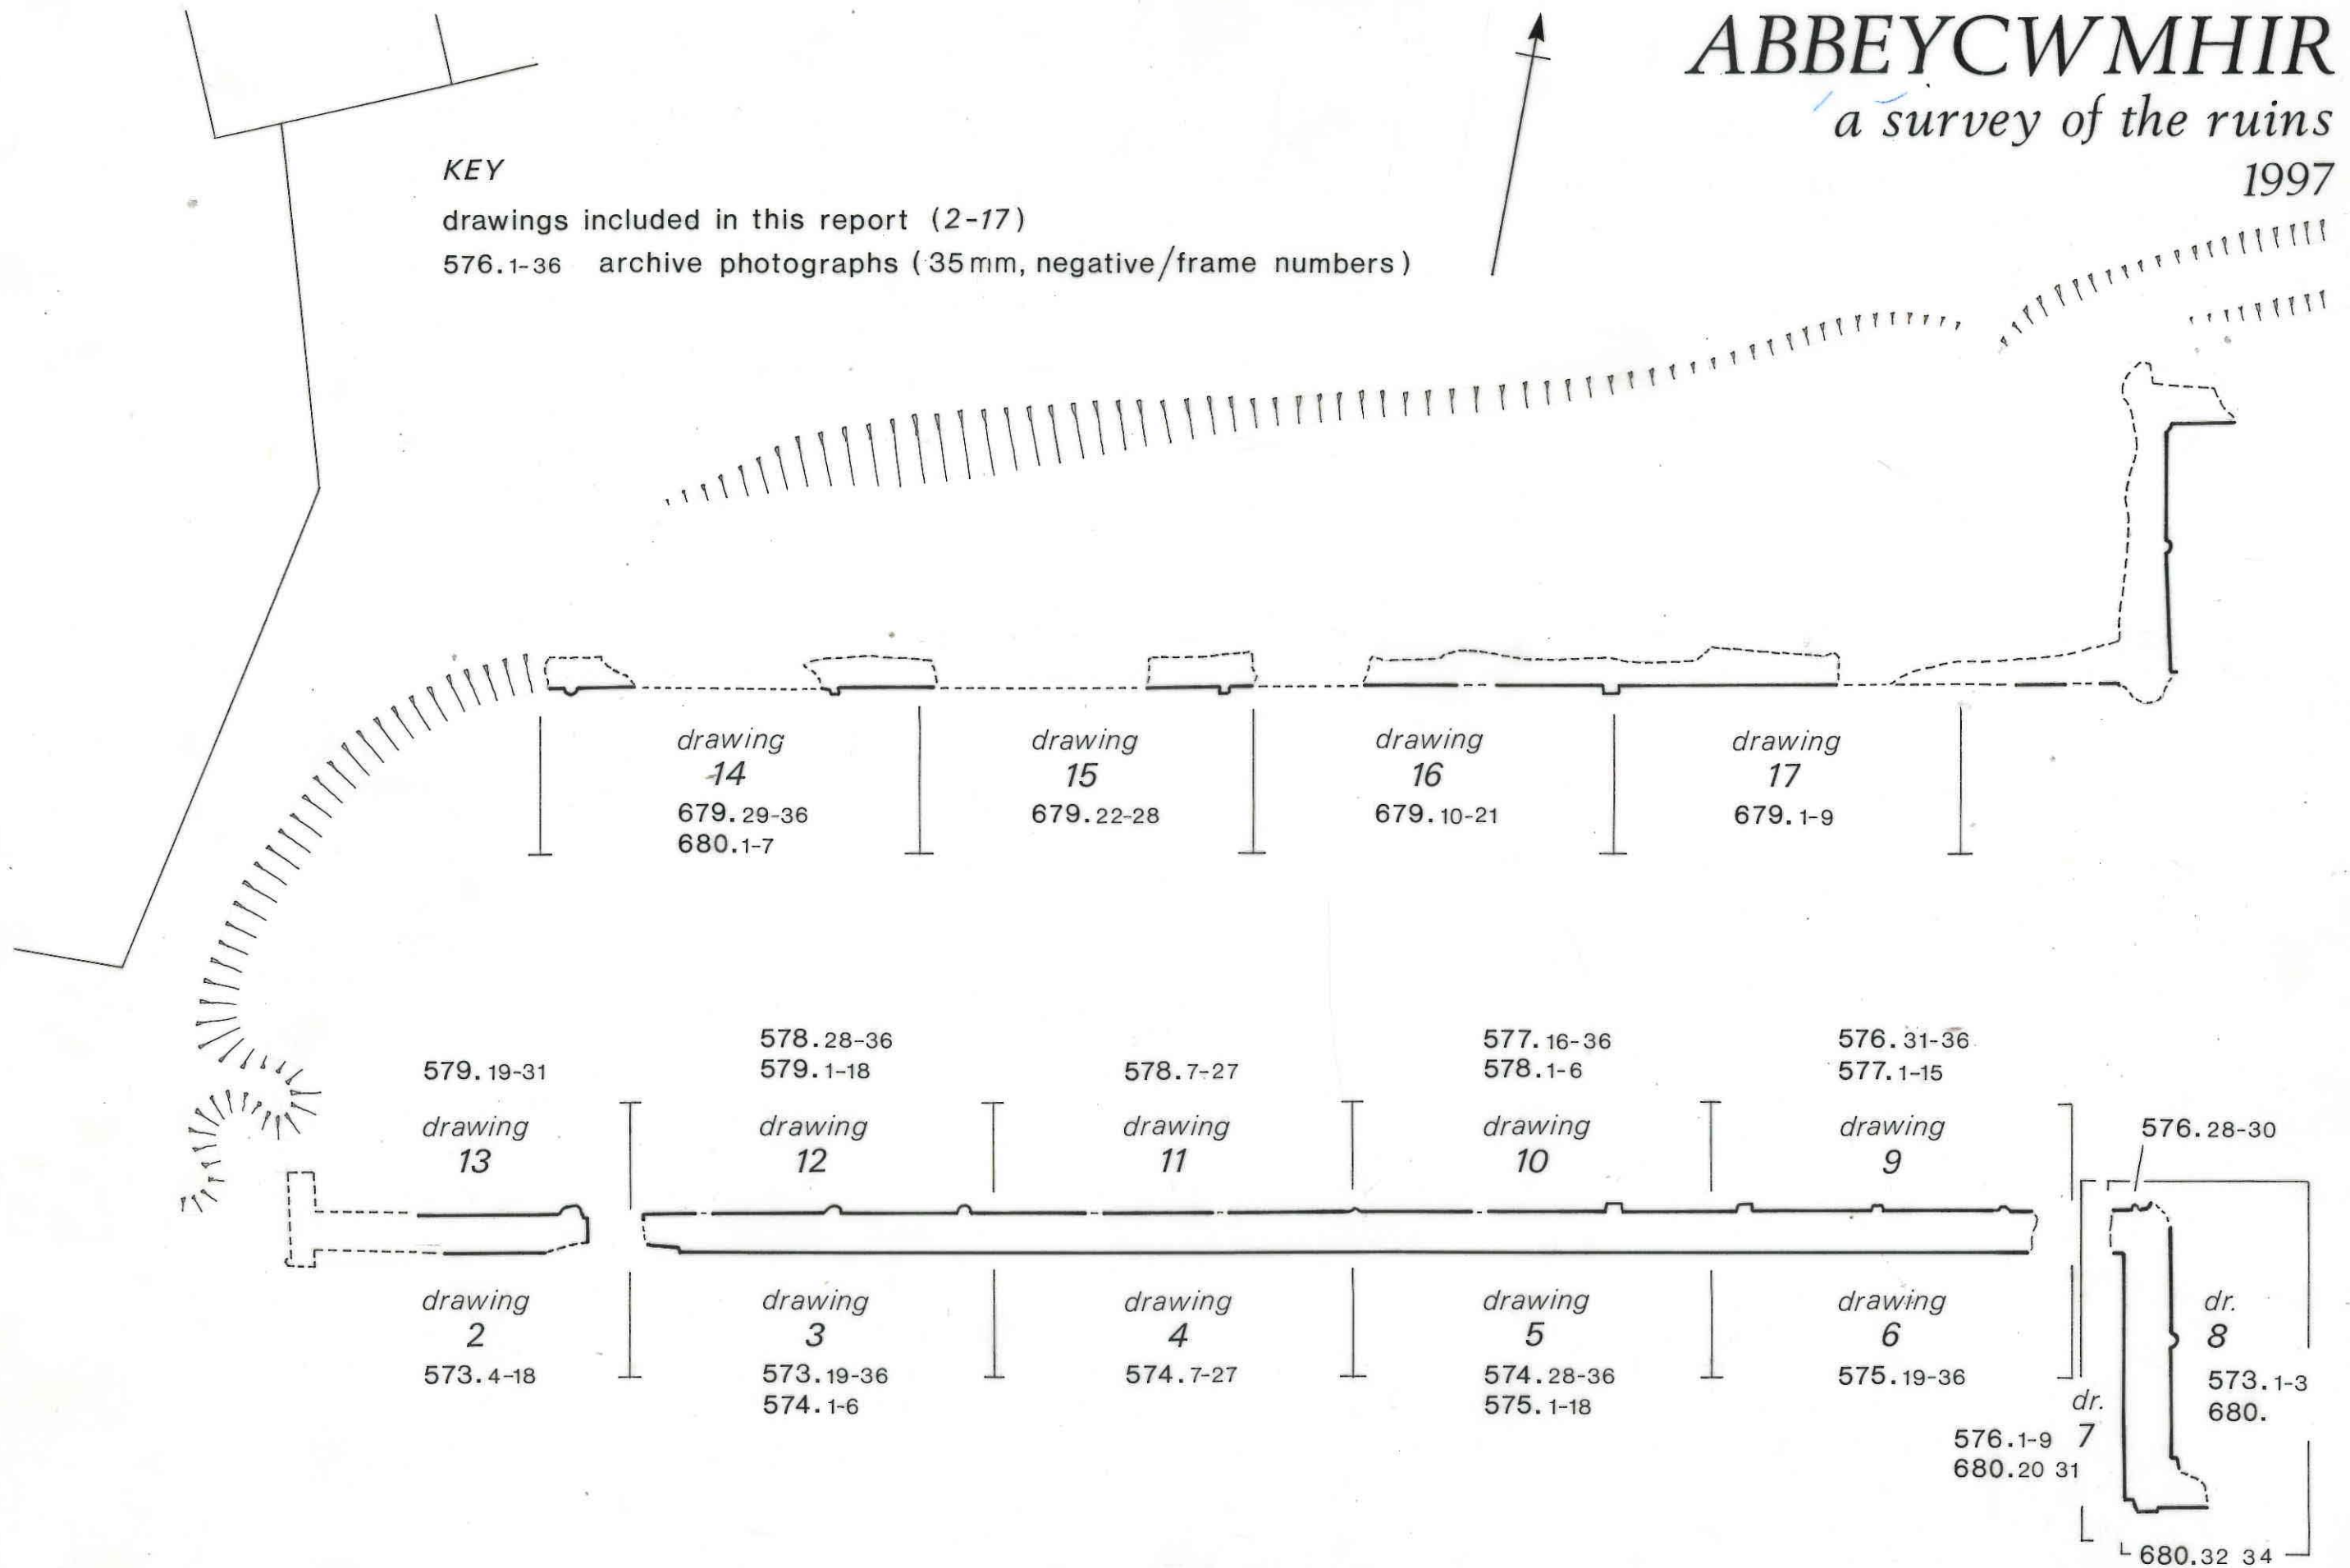 ABBEYCWMHIR
a survey of the ruins
1997
KEY
drawings included in this report (2-17)
576.1-36 archive photographs (35mm, negative/frame numbers)
drawing
14
679.29-36
680.1-7
drawing
15
679.22-28
drawing
16
679.10-21
drawing
17
679.1-9
579.19-31
drawing
13
578.28-36
579.1-18
drawing
12
578.7-27
drawing
11
577.16-36
578.1-6
drawing
10
576.31-36
577.1-15
drawing
9
576.28-30
drawing
2
573.4-18
drawing
3
573.19-36
574.1-6
drawing
4
574.7-27
drawing
5
574.28-36
575.1-18
drawing
6
575.19-36
dr.
7
576.1-9
680.20 31
dr.
8
573.1-3
680.
680.32 34